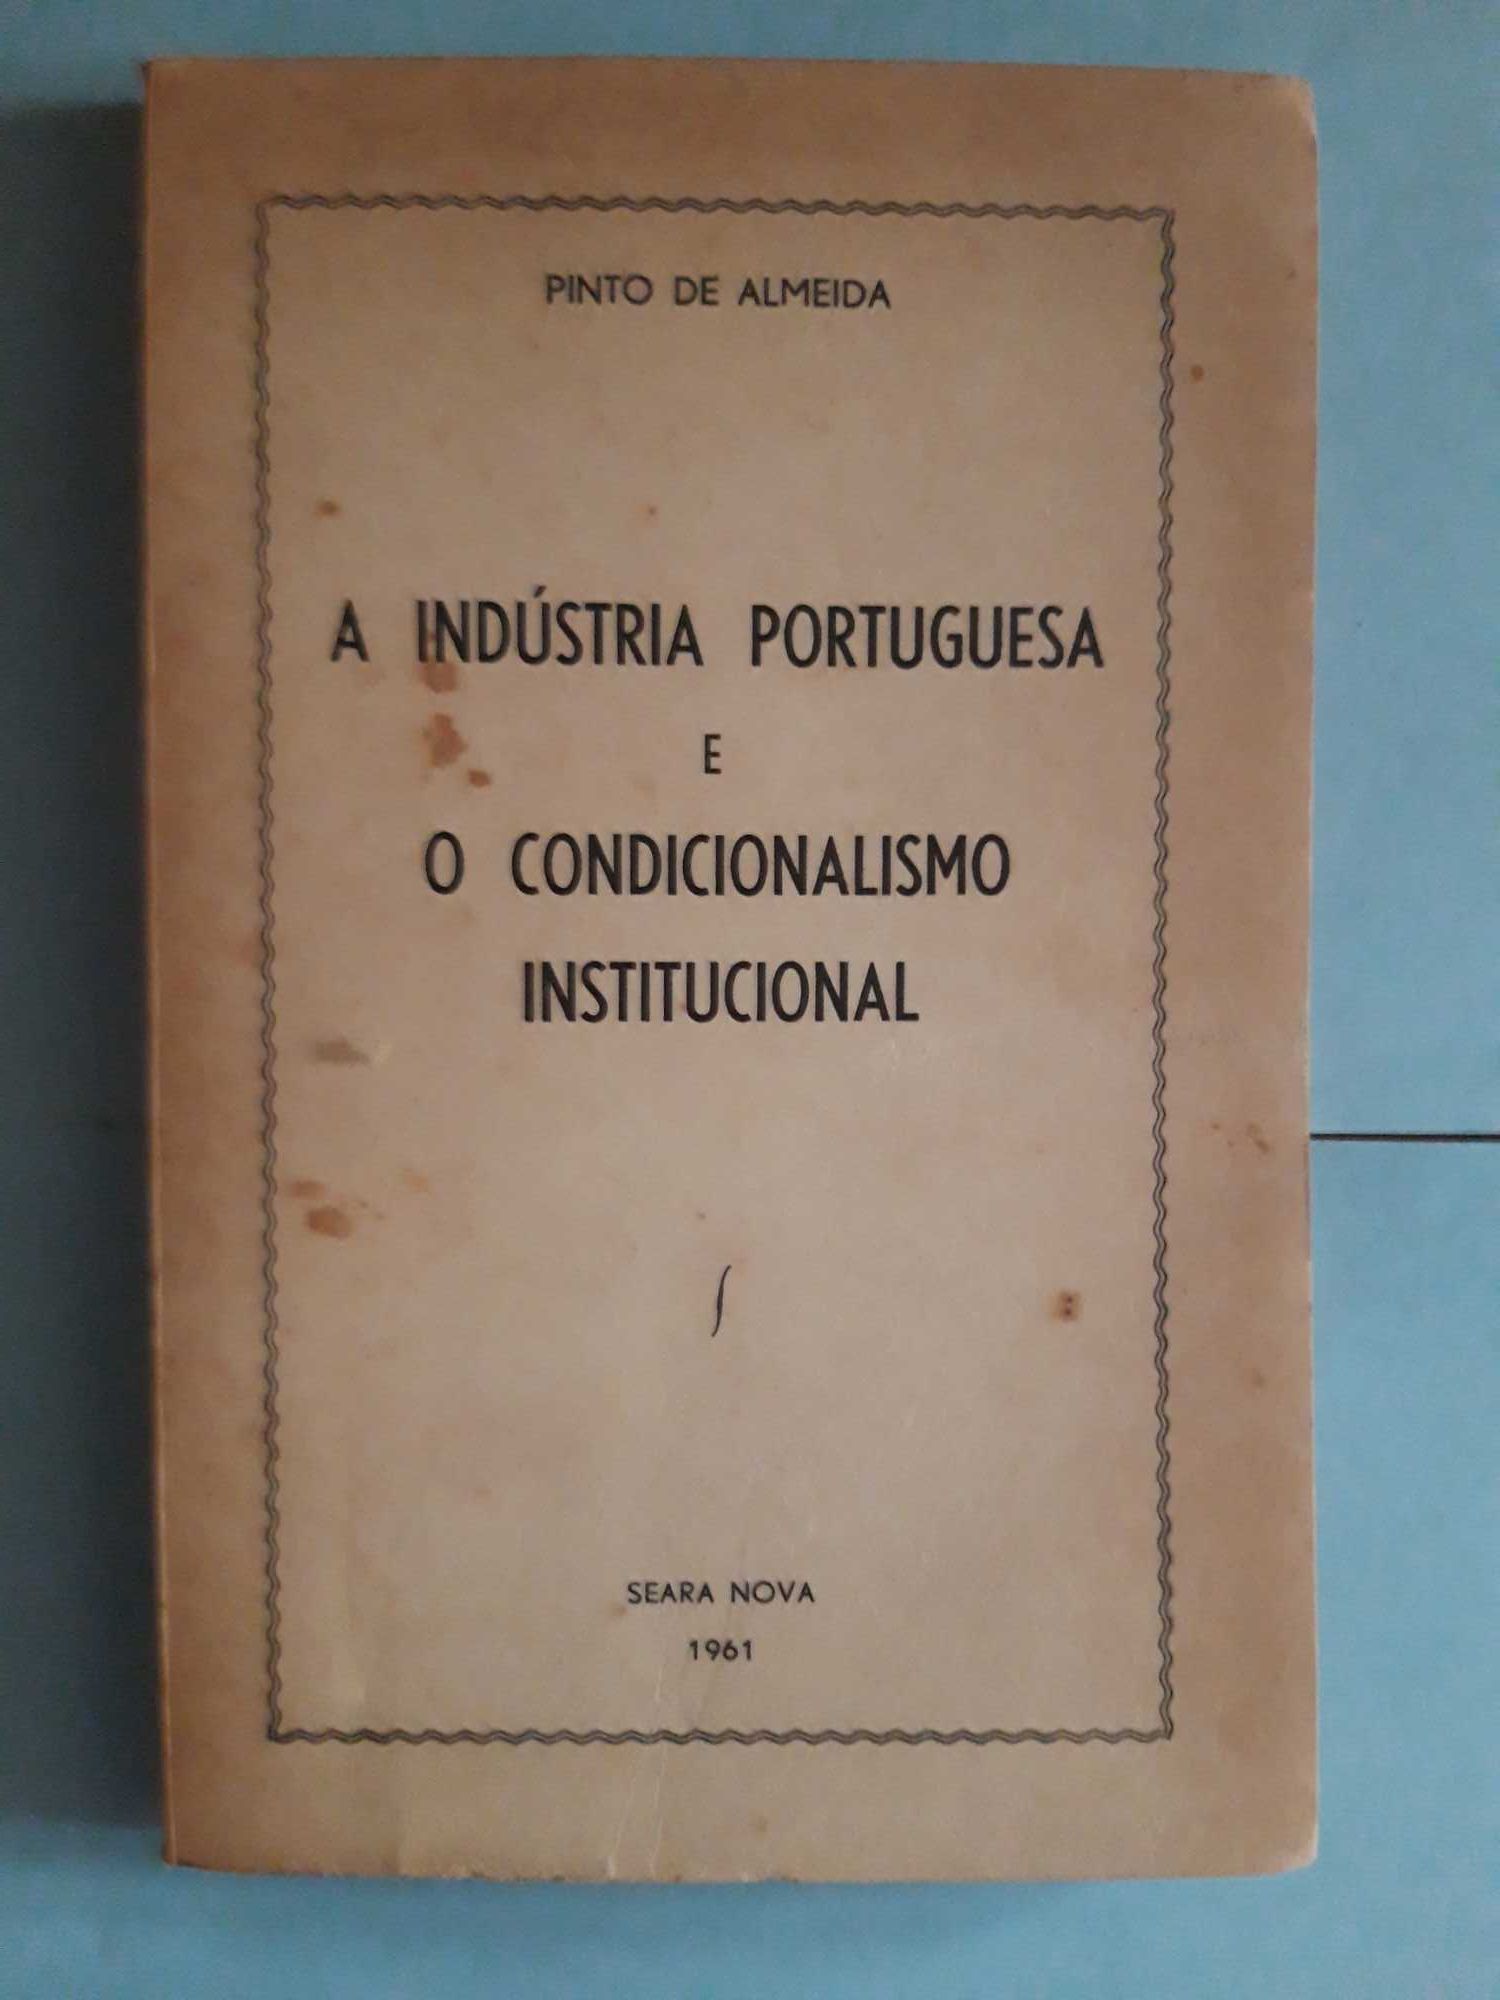 PINTO DE ALMEIDA
A INDÚSTRIA PORTUGUESA
E
O CONDICIONALISMO
INSTITUCIONAL
SEARA NOVA
1961